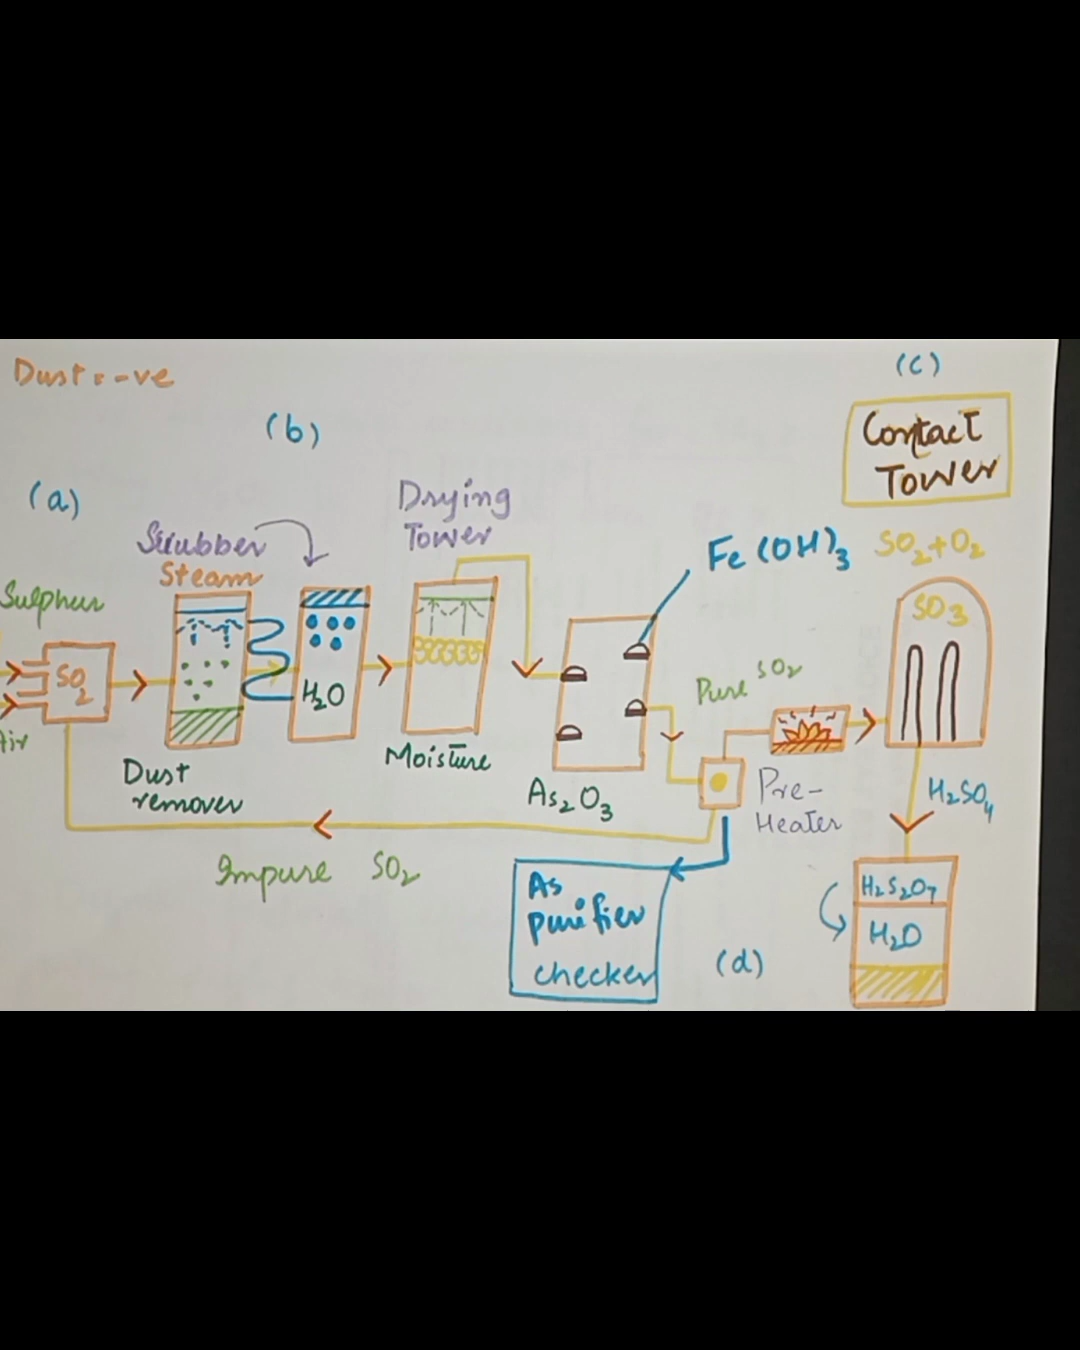 Dust = -ve
(c)
Contact
Tower
(b)
(a)
Drying
Tower
Scrubber
Steam
Fe(OH)3
SO2+O2
Sulphur
SO3
SO2
H2O
Pure SO2
Air
Moisture
Dust
remover
As2O3
Pre-
Heater
H2SO4
Impure SO2
As
purifier
checker
(d)
H2S2O7
H2O